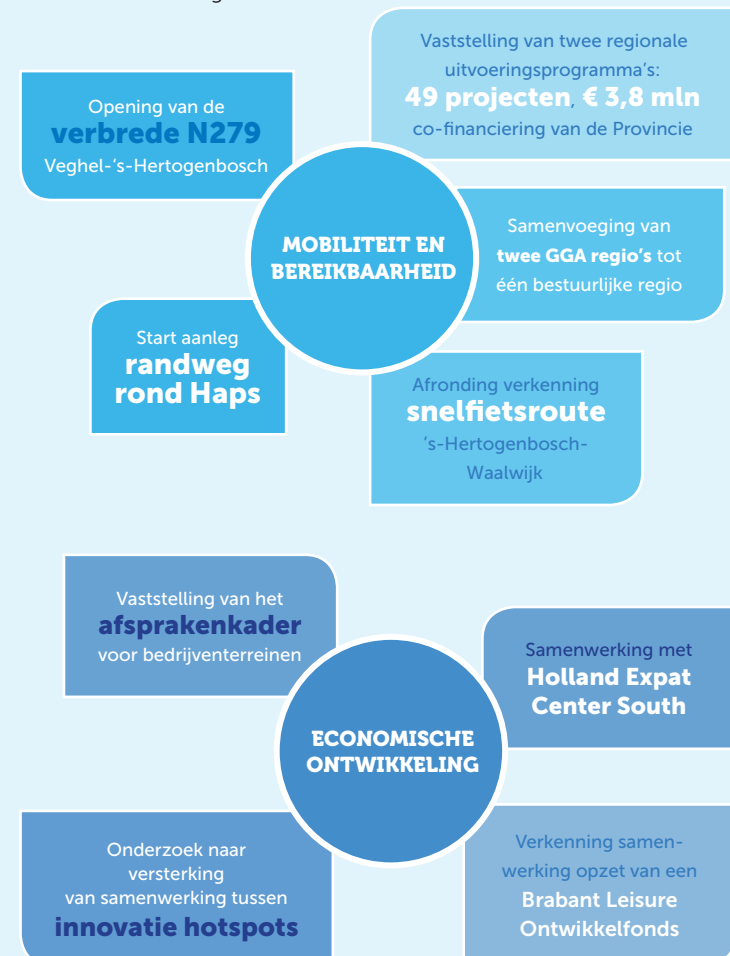 Vaststelling van twee regionale
uitvoeringsprogramma's:
49 projecten, € 3,8 mln
co-financiering van de Provincie
Opening van de
verbrede N279
Veghel-'s-Hertogenbosch
MOBILITEIT EN
BEREIKBAARHEID
Samenvoeging van
twee GGA regio's tot
één bestuurlijke regio
Start aanleg
randweg
rond Haps
Afronding verkenning
snelfietsroute
's-Hertogenbosch-
Waalwijk
Vaststelling van het
afsprakenkader
voor bedrijventerreinen
Samenwerking met
Holland Expat
Center South
ECONOMISCHE
ONTWIKKELING
Onderzoek naar
versterking
van samenwerking tussen
innovatie hotspots
Verkenning samen-
werking opzet van een
Brabant Leisure
Ontwikkelfonds